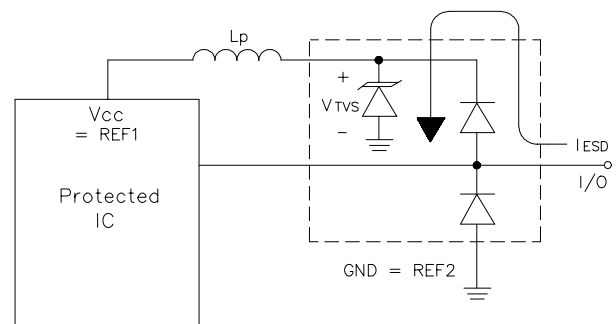 Lp
Vcc
= REF1
+
VTVS
-
IESD
I/O
Protected
IC
GND = REF2